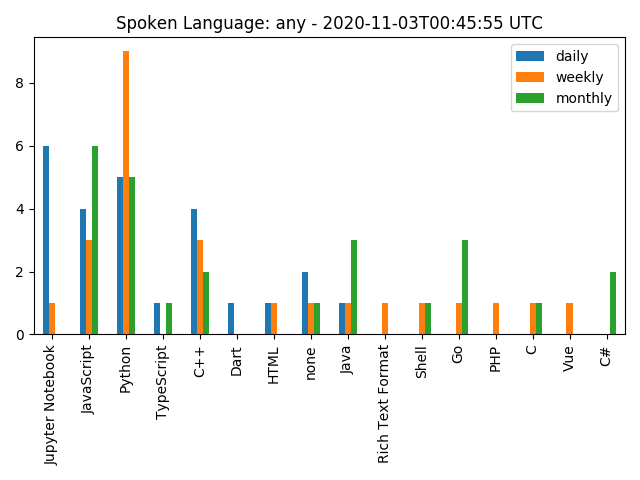 Spoken Language: any - 2020-11-03T00:45:55 UTC
daily
weekly
monthly
8
6
4
2
0
Jupyter Notebook
JavaScript
Python
TypeScript
C++
Dart
HTML
none
Java
Rich Text Format
Shell
Go
PHP
C
Vue
C#